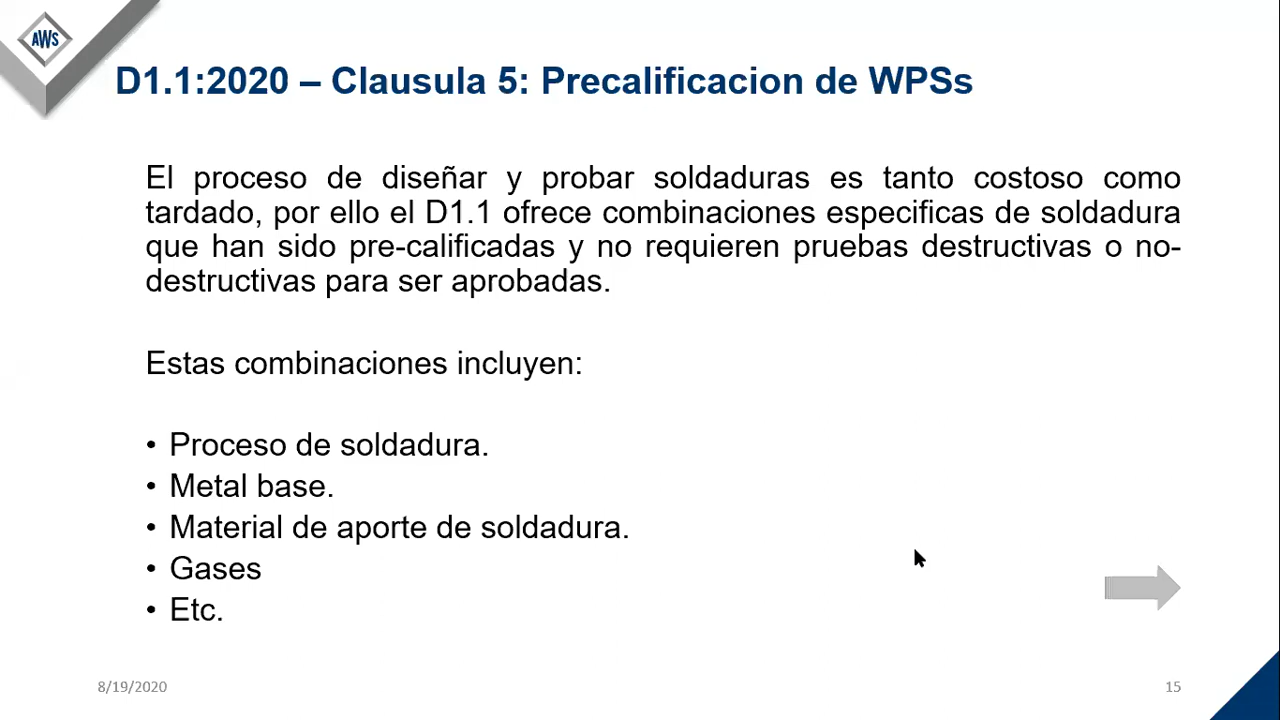 AWS
D1.1:2020 – Clausula 5: Precalificacion de WPSs
El proceso de diseñar y probar soldaduras es tanto costoso como
tardado, por ello el D1.1 ofrece combinaciones especificas de soldadura
que han sido pre-calificadas y no requieren pruebas destructivas o no-
destructivas para ser aprobadas.
Estas combinaciones incluyen:
• Proceso de soldadura.
• Metal base.
• Material de aporte de soldadura.
• Gases
• Etc.
8/19/2020
15